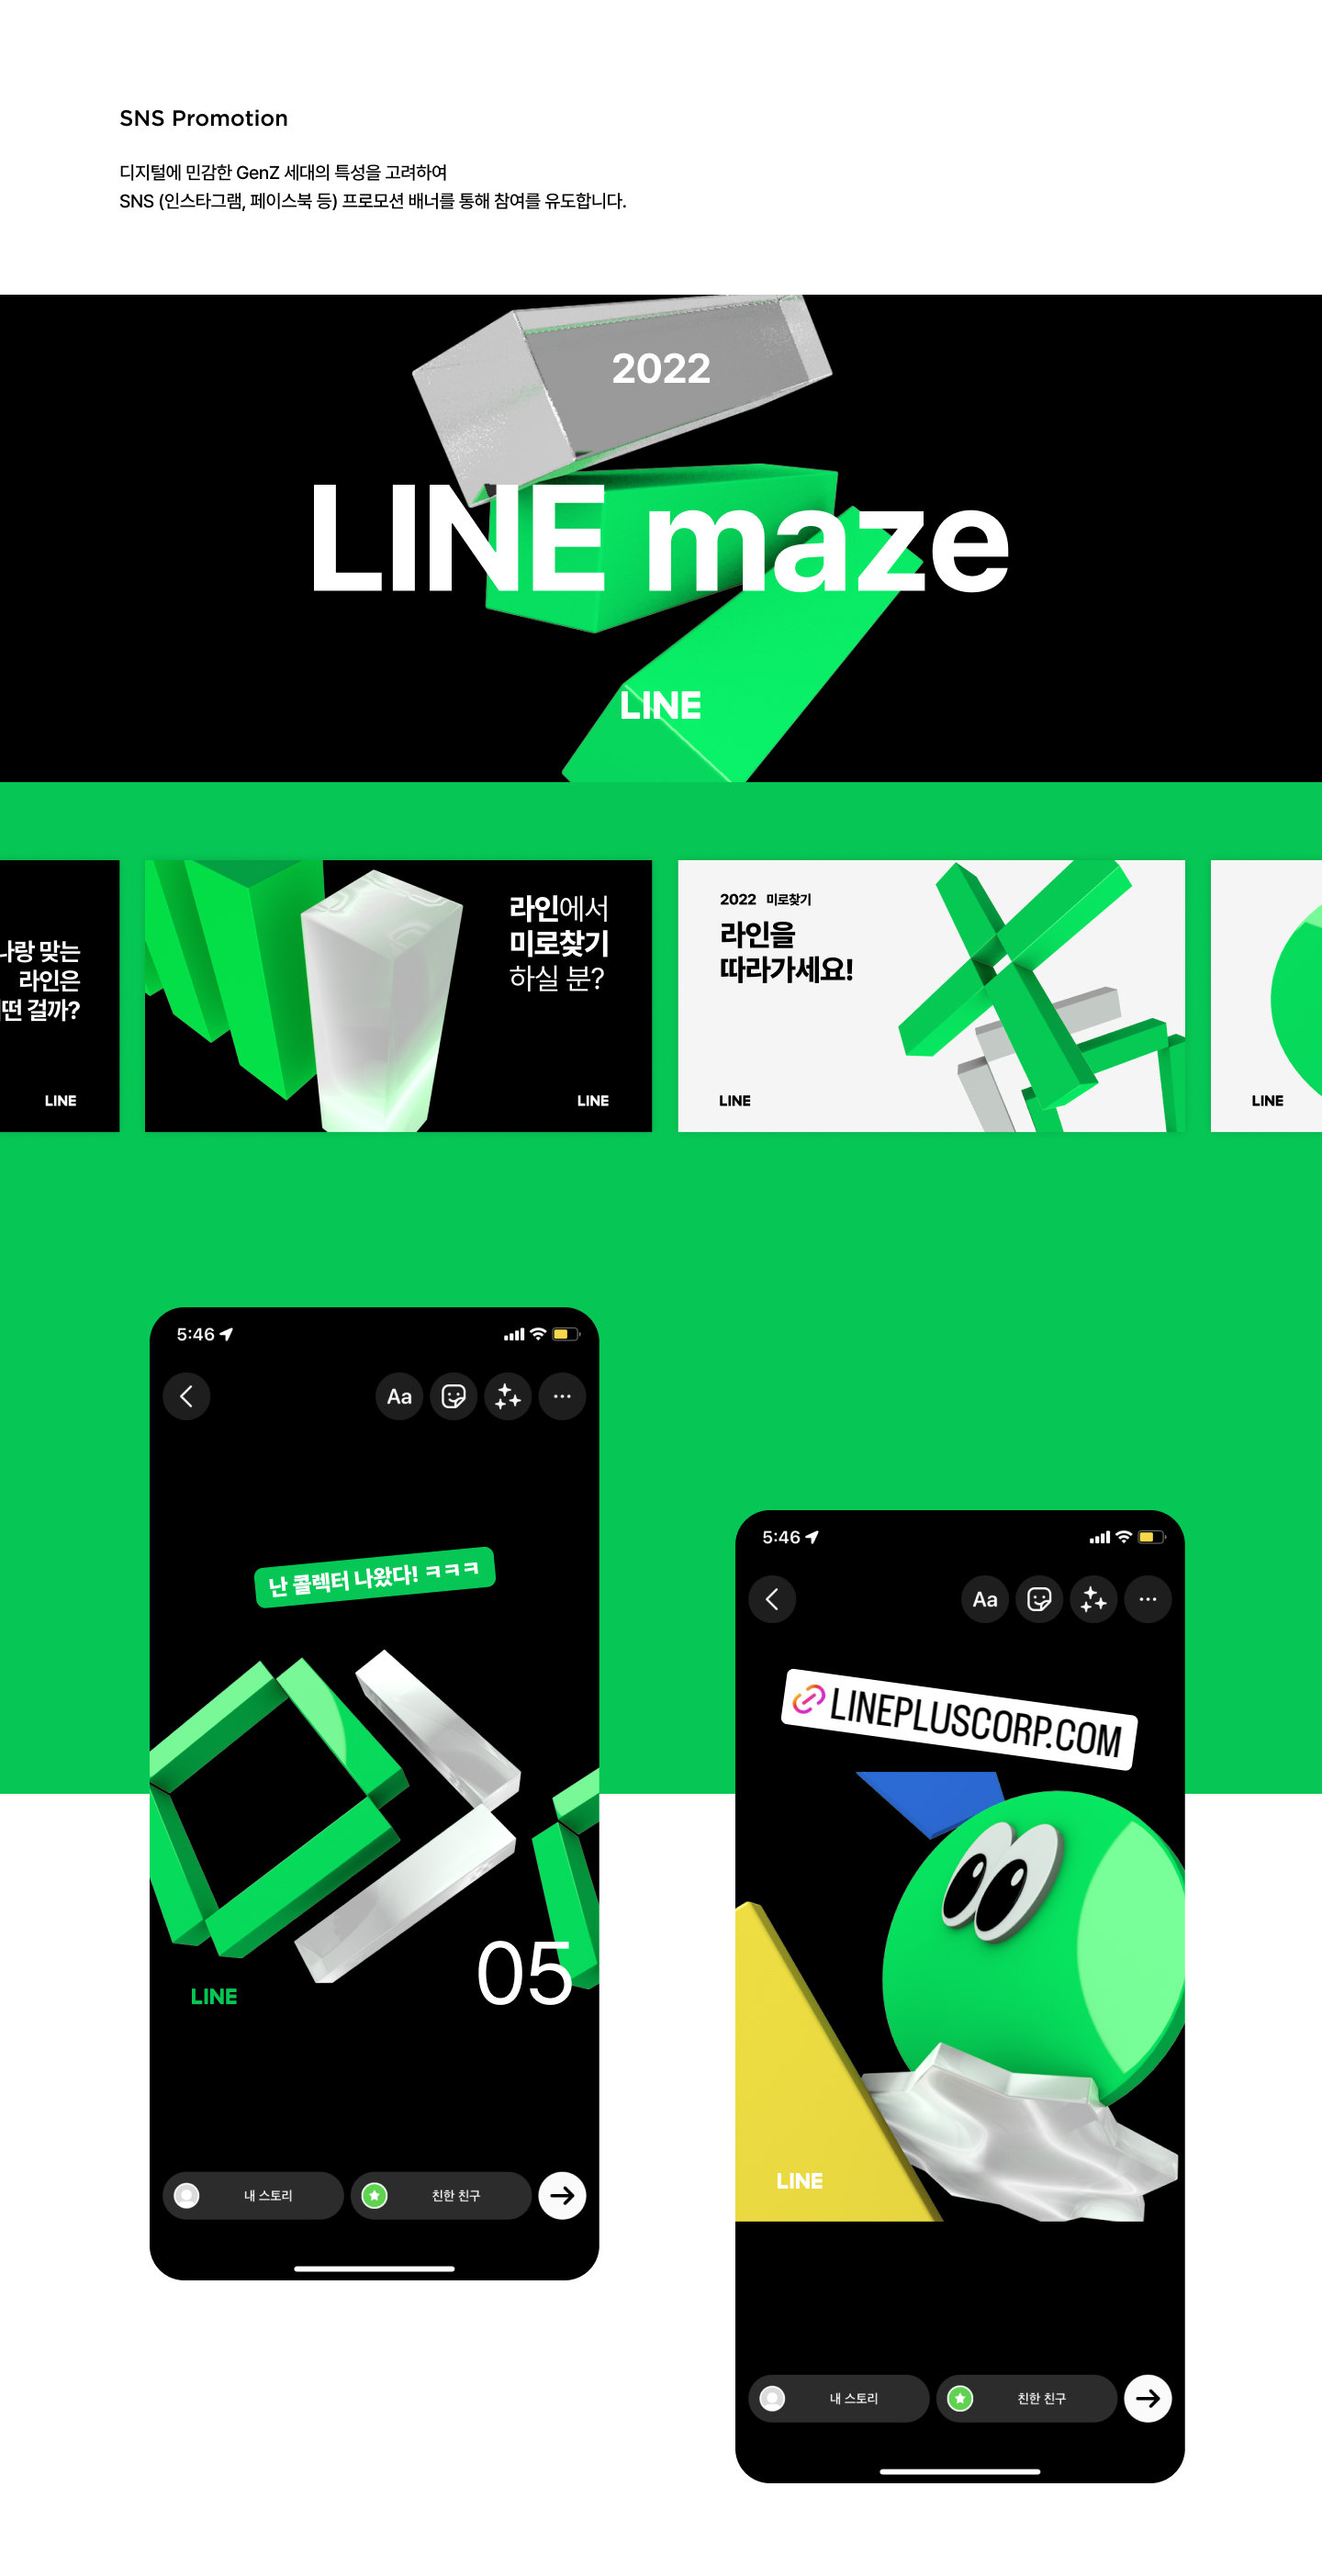 SNS Promotion
디지털에 민감한 GenZ 세대의 특성을 고려하여
SNS (인스타그램, 페이스북 등) 프로모션 배너를 통해 참여를 유도합니다.
2022
LINE maze
LINE
나랑 맞는
라인은
떤 걸까?
LINE
라인에서
미로찾기
하실 분?
LINE
2022 미로찾기
라인을
따라가세요!
LINE
LINE
5:46
Aa
난 콜렉터 나왔다! ㅋㅋㅋ
LINE
05
내 스토리
친한 친구
5:46
Aa
LINEPLUSCORP.COM
LINE
내 스토리
친한 친구